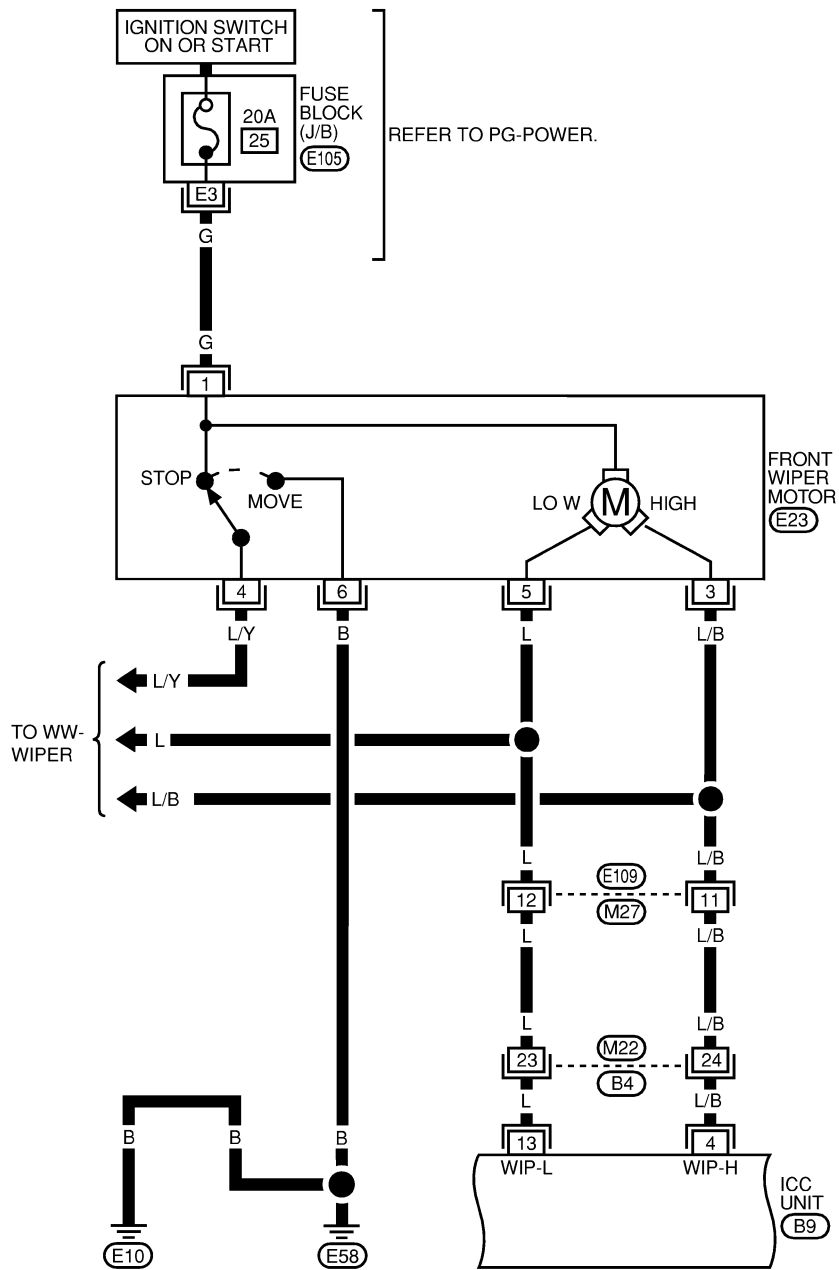 IGNITION SWITCH
ON OR START
FUSE
BLOCK
(J/B)
20A
25
E105
REFER TO PG-POWER.
E3
G
G
1
STOP
MOVE
LO W
M
HIGH
FRONT
WIPER
MOTOR
E23
4
6
5
3
L/Y
B
L
L/B
L/Y
TO WW-
WIPER
L
L/B
L
L/B
E109
12
11
M27
L
L/B
L
L/B
M22
23
24
B4
L
L/B
B
B
B
13
4
WIP-L
WIP-H
ICC
UNIT
B9
E10
E58